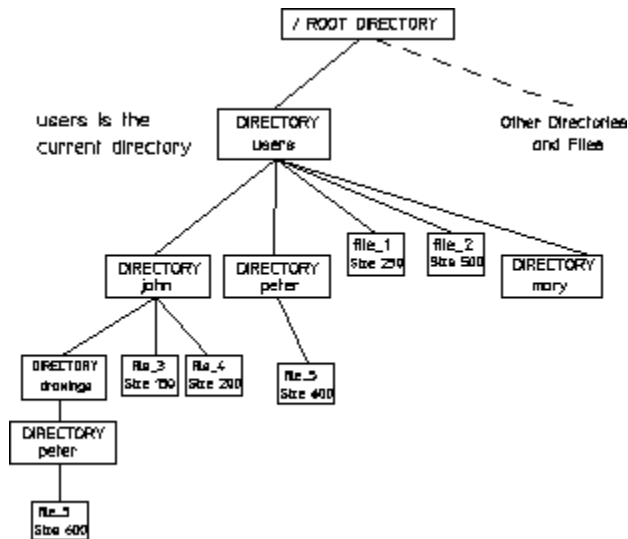 / ROOT DIRECTORY
users is the
current directory
DIRECTORY
users
Other Directories
and Files
file_1
Size 250
file_2
Size 500
DIRECTORY
john
DIRECTORY
peter
DIRECTORY
mary
DIRECTORY
drawings
file_3
Size 150
file_4
Size 200
file_5
Size 600
DIRECTORY
peter
file_5
Size 600